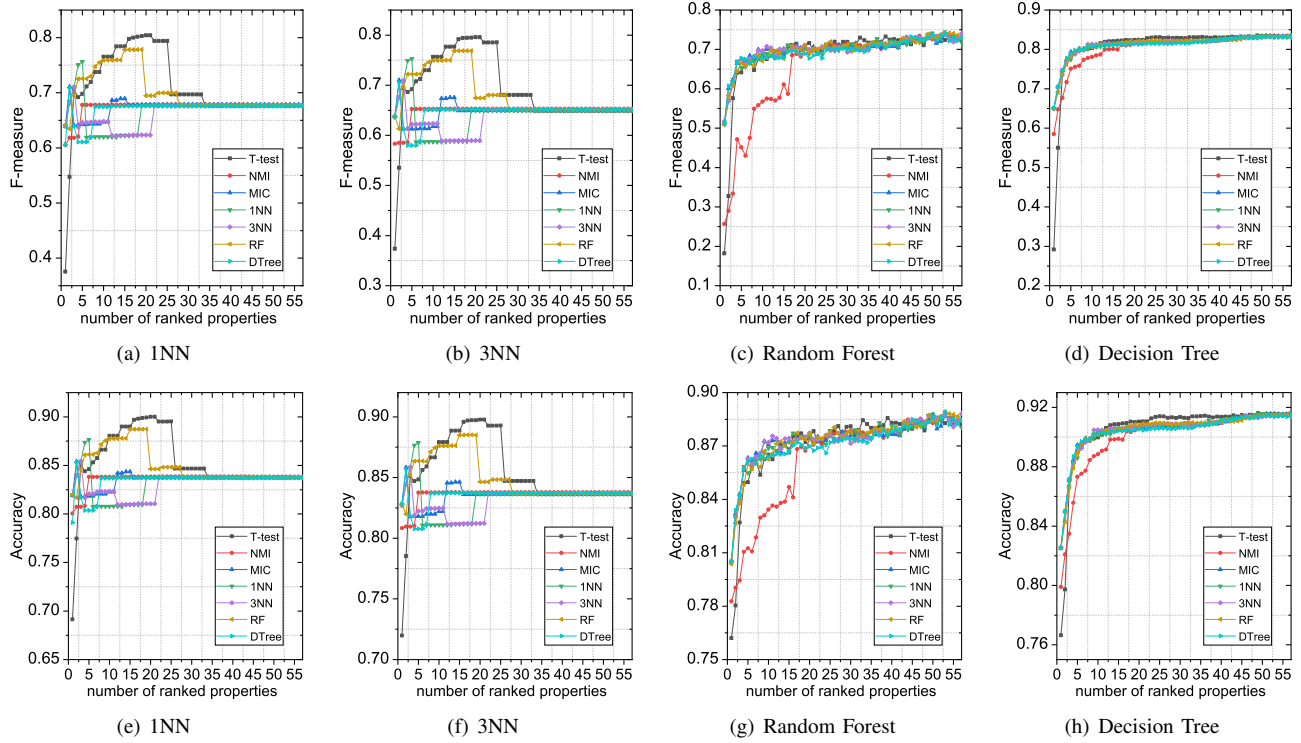 F-measure
0.8
0.7
0.6
0.5
0.4
0 5 10 15 20 25 30 35 40 45 50 55
number of ranked properties
T-test
NMI
MIC
1NN
3NN
RF
DTree
(a) 1NN
F-measure
0.8
0.7
0.6
0.5
0.4
0.3
0 5 10 15 20 25 30 35 40 45 50 55
number of ranked properties
T-test
NMI
MIC
1NN
3NN
RF
DTree
(b) 3NN
F-measure
0.8
0.7
0.6
0.5
0.4
0.3
0.2
0.1
0 5 10 15 20 25 30 35 40 45 50 55
number of ranked properties
T-test
NMI
MIC
1NN
3NN
RF
DTree
(c) Random Forest
F-measure
0.9
0.8
0.7
0.6
0.5
0.4
0.3
0.2
0 5 10 15 20 25 30 35 40 45 50 55
number of ranked properties
T-test
NMI
MIC
1NN
3NN
RF
DTree
(d) Decision Tree
Accuracy
0.90
0.85
0.80
0.75
0.70
0.65
0 5 10 15 20 25 30 35 40 45 50 55
number of ranked properties
T-test
NMI
MIC
1NN
3NN
RF
DTree
(e) 1NN
Accuracy
0.90
0.85
0.80
0.75
0.70
0 5 10 15 20 25 30 35 40 45 50 55
number of ranked properties
T-test
NMI
MIC
1NN
3NN
RF
DTree
(f) 3NN
Accuracy
0.90
0.87
0.84
0.81
0.78
0.75
0 5 10 15 20 25 30 35 40 45 50 55
number of ranked properties
T-test
NMI
MIC
1NN
3NN
RF
DTree
(g) Random Forest
Accuracy
0.92
0.88
0.84
0.80
0.76
0 5 10 15 20 25 30 35 40 45 50 55
number of ranked properties
T-test
NMI
MIC
1NN
3NN
RF
DTree
(h) Decision Tree